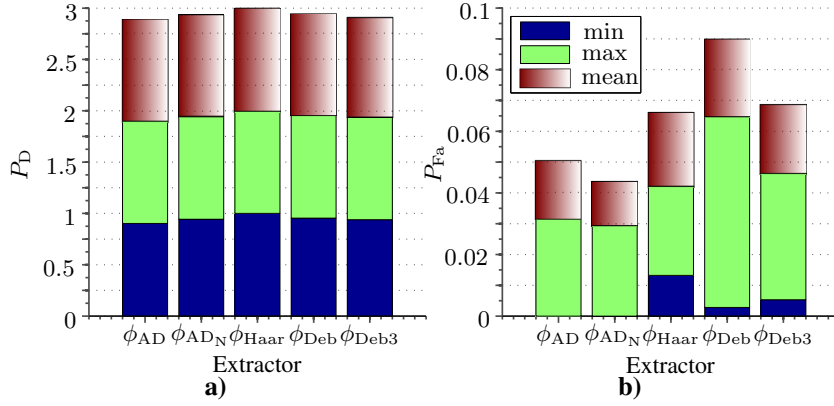 3
2.5
2
1.5
1
0.5
0
P_D
ϕ_AD ϕ_AD_N ϕ_Haar ϕ_Deb ϕ_Deb3
Extractor
a)
0.1
0.08
0.06
0.04
0.02
0
P_Fa
min
max
mean
ϕ_AD ϕ_AD_N ϕ_Haar ϕ_Deb ϕ_Deb3
Extractor
b)